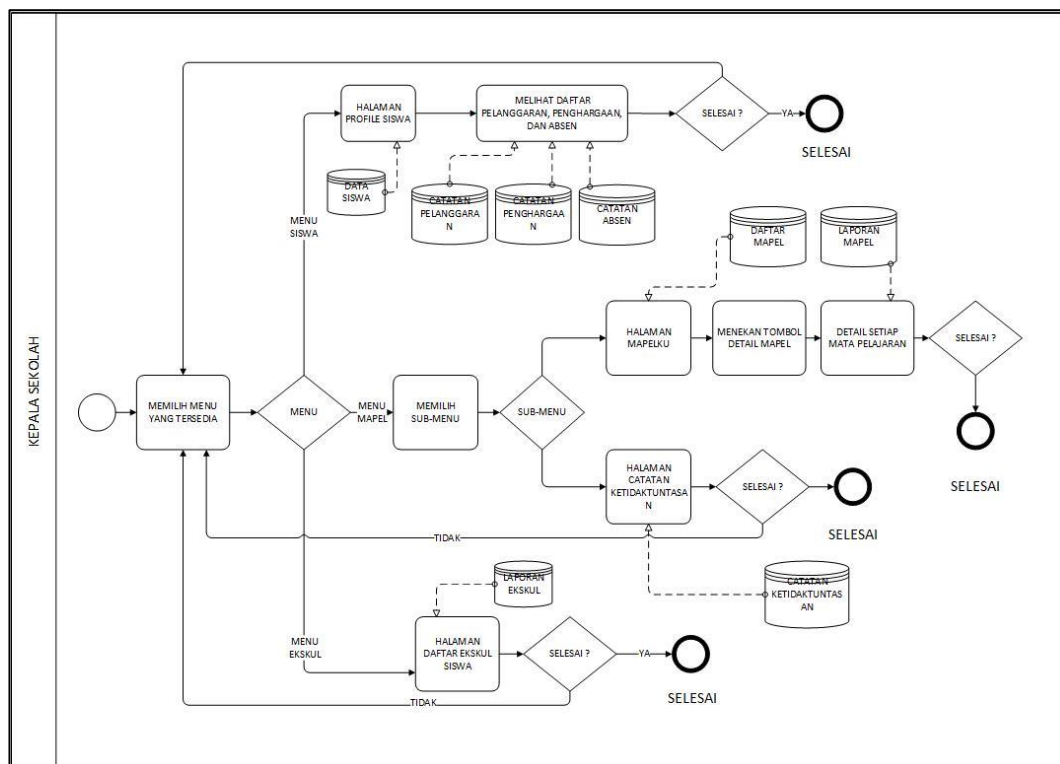 KEPALA SEKOLAH
HALAMAN
PROFILE SISWA
MELIHAT DAFTAR
PELANGGARAN, PENGHARGAAN,
DAN ABSEN
SELESAI ?
YA
SELESAI
DATA
SISWA
CATATAN
PELANGGARA
N
CATATAN
PENGHARGAA
N
CATATAN
ABSEN
MENU
SISWA
DAFTAR
MAPEL
LAPORAN
MAPEL
HALAMAN
MAPELKU
MENEKAN TOMBOL
DETAIL MAPEL
DETAIL SETIAP
MATA PELAJARAN
SELESAI ?
SELESAI
MEMILIH MENU
YANG TERSEDIA
MENU
MENU
MAPEL
MEMILIH
SUB-MENU
SUB-MENU
HALAMAN
CATATAN
KETIDAKTUNTASA
N
SELESAI ?
SELESAI
TIDAK
CATATAN
KETIDAKTUNTAS
AN
LAPORAN
EKSKUL
MENU
EKSKUL
HALAMAN
DAFTAR EKSKUL
SISWA
SELESAI ?
YA
SELESAI
TIDAK